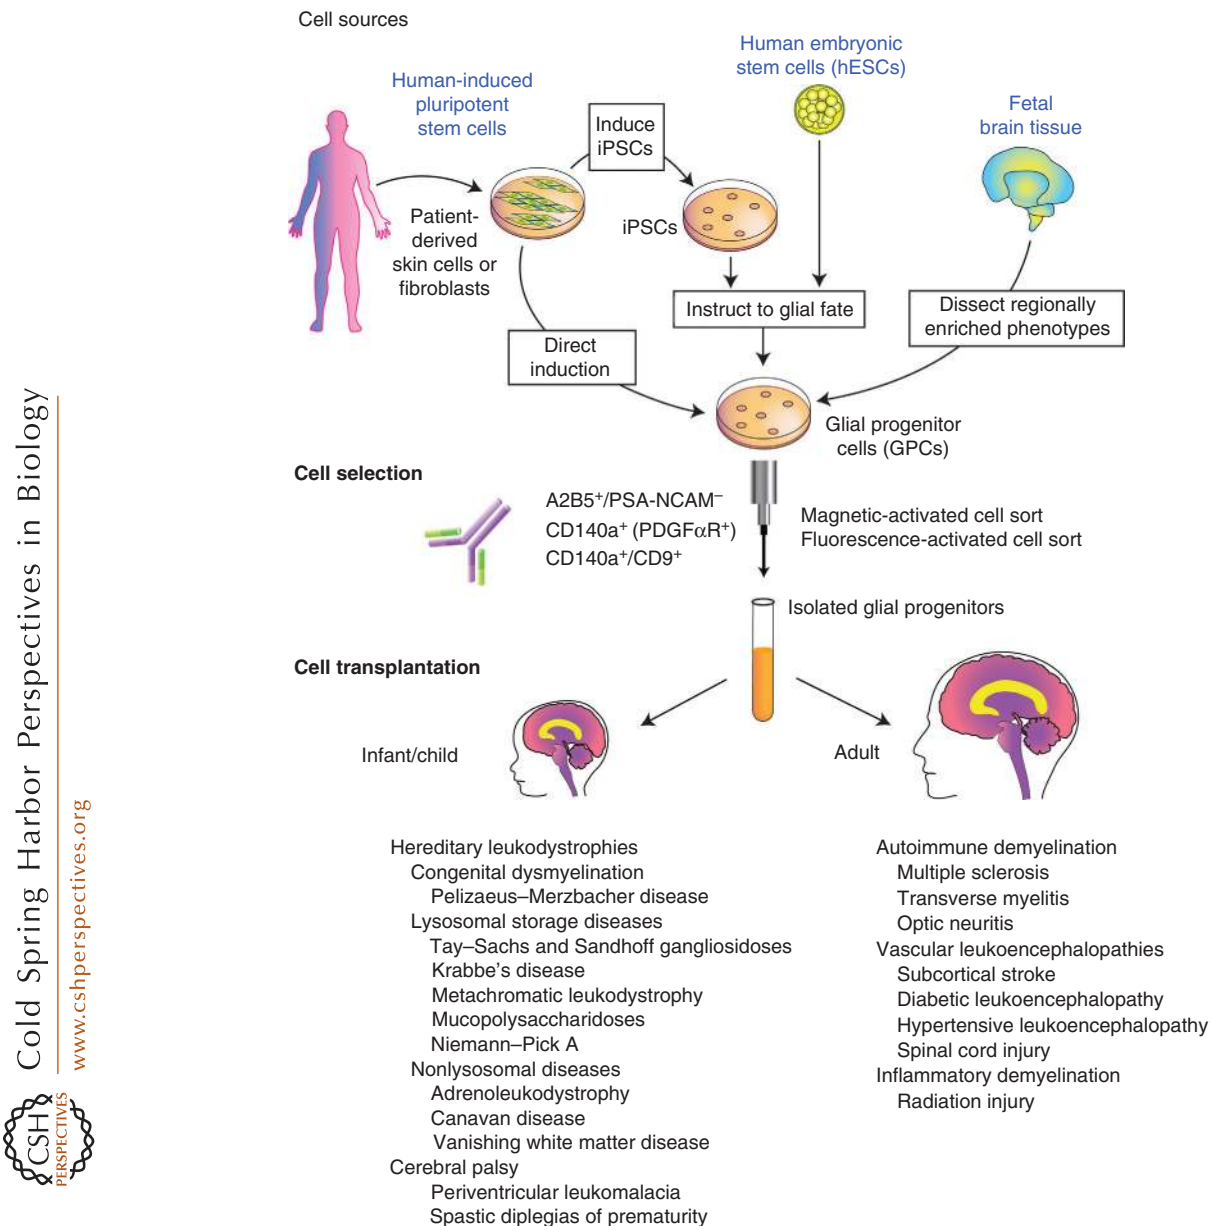 Cell sources
Human embryonic
stem cells (hESCs)
Human-induced
pluripotent
stem cells
Induce
iPSCs
Fetal
brain tissue
Patient-
derived
skin cells or
fibroblasts
iPSCs
Instruct to glial fate
Dissect regionally
enriched phenotypes
Direct
induction
Glial progenitor
cells (GPCs)
Cell selection
A2B5⁺/PSA-NCAM⁻
CD140a⁺ (PDGFαR⁺)
CD140a⁺/CD9⁺
Magnetic-activated cell sort
Fluorescence-activated cell sort
Isolated glial progenitors
Cell transplantation
Infant/child
Adult
Hereditary leukodystrophies
Congenital dysmyelination
Pelizaeus–Merzbacher disease
Lysosomal storage diseases
Tay–Sachs and Sandhoff gangliosidoses
Krabbe's disease
Metachromatic leukodystrophy
Mucopolysaccharidoses
Niemann–Pick A
Nonlysosomal diseases
Adrenoleukodystrophy
Canavan disease
Vanishing white matter disease
Cerebral palsy
Periventricular leukomalacia
Spastic diplegias of prematurity
Autoimmune demyelination
Multiple sclerosis
Transverse myelitis
Optic neuritis
Vascular leukoencephalopathies
Subcortical stroke
Diabetic leukoencephalopathy
Hypertensive leukoencephalopathy
Spinal cord injury
Inflammatory demyelination
Radiation injury
Cold Spring Harbor Perspectives in Biology
www.cshperspectives.org
CSH
PERSPECTIVES